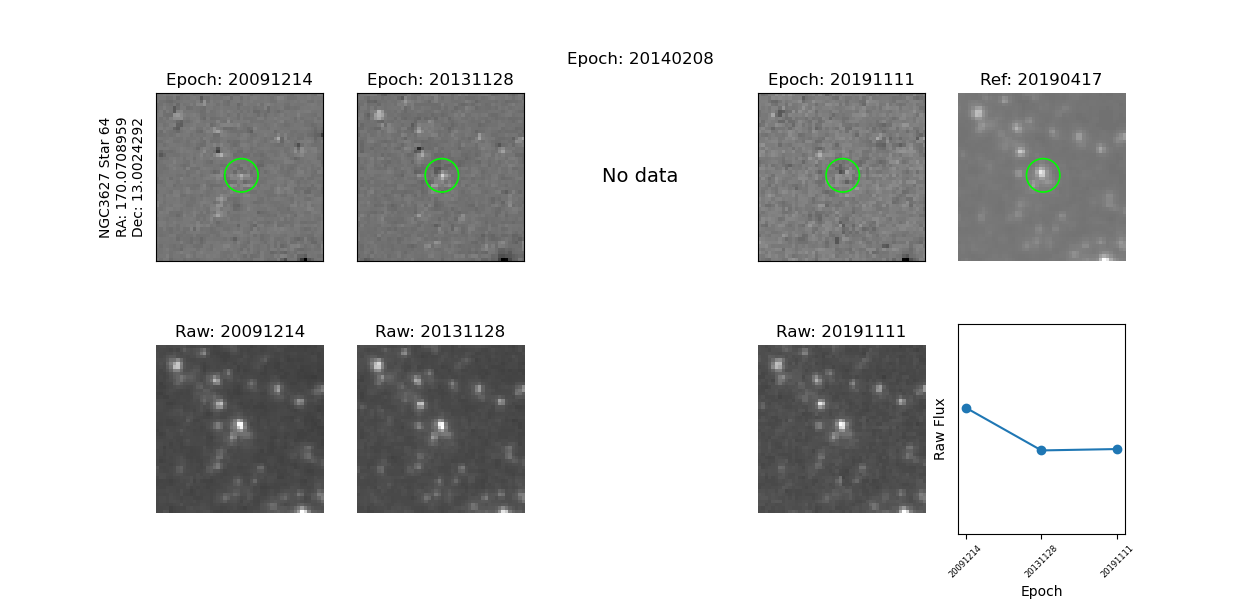 Epoch: 20140208
Epoch: 20091214
Epoch: 20131128
Epoch: 20191111
Ref: 20190417
NGC3627 Star 64
RA: 170.0708959
Dec: 13.0024292
No data
Raw: 20091214
Raw: 20131128
Raw: 20191111
Raw Flux
20091214
20131128
20191111
Epoch